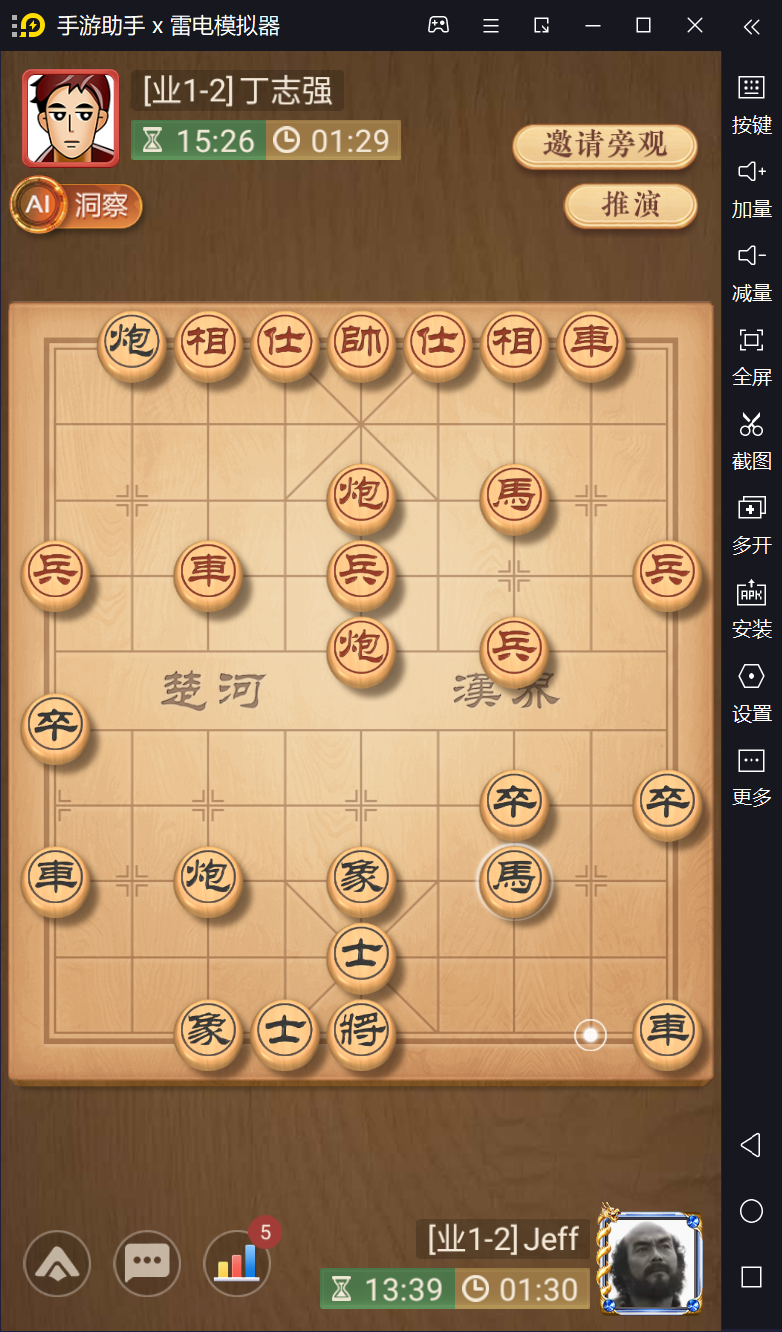 手游助手 x 雷电模拟器
[业1-2]丁志强
15:26 01:29
邀请旁观
AI 洞察
推演
按键
加量
减量
全屏
截图
多开
APK
安装
设置
更多
炮 相 仕 帥 仕 相 車
炮 馬
兵 車 兵 兵
炮 兵
楚河 漢界
卒
卒 卒
車 炮 象 馬
士
象 士 將 車
5
[业1-2]Jeff
13:39 01:30